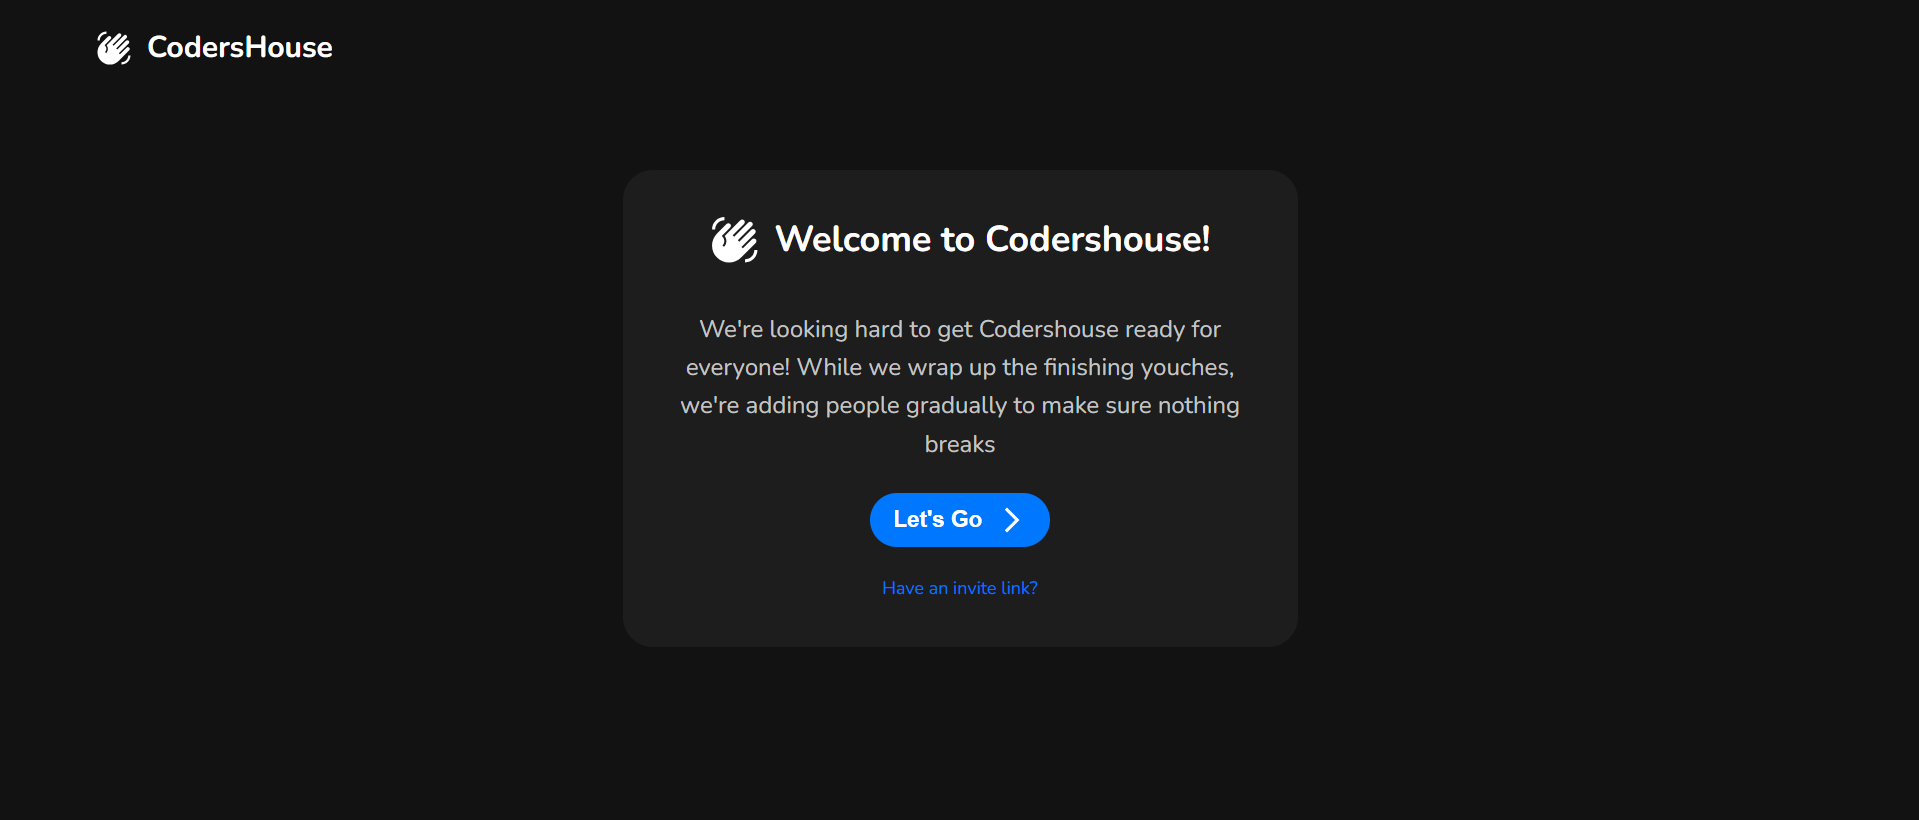 CodersHouse
Welcome to Codershouse!
We're looking hard to get Codershouse ready for
everyone! While we wrap up the finishing youches,
we're adding people gradually to make sure nothing
breaks
Let's Go
Have an invite link?